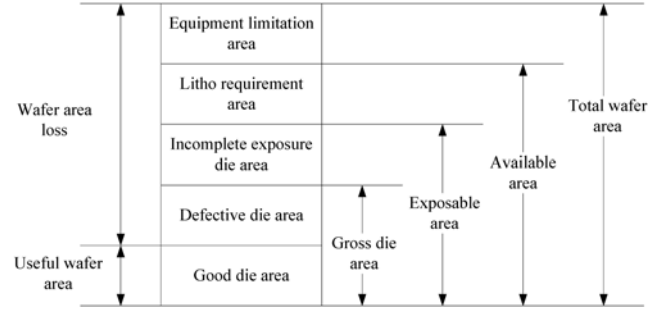 Equipment limitation
area
Litho requirement
area
Wafer area
loss
Total wafer
area
Incomplete exposure
die area
Available
area
Exposable
area
Defective die area
Gross die
area
Useful wafer
area
Good die area